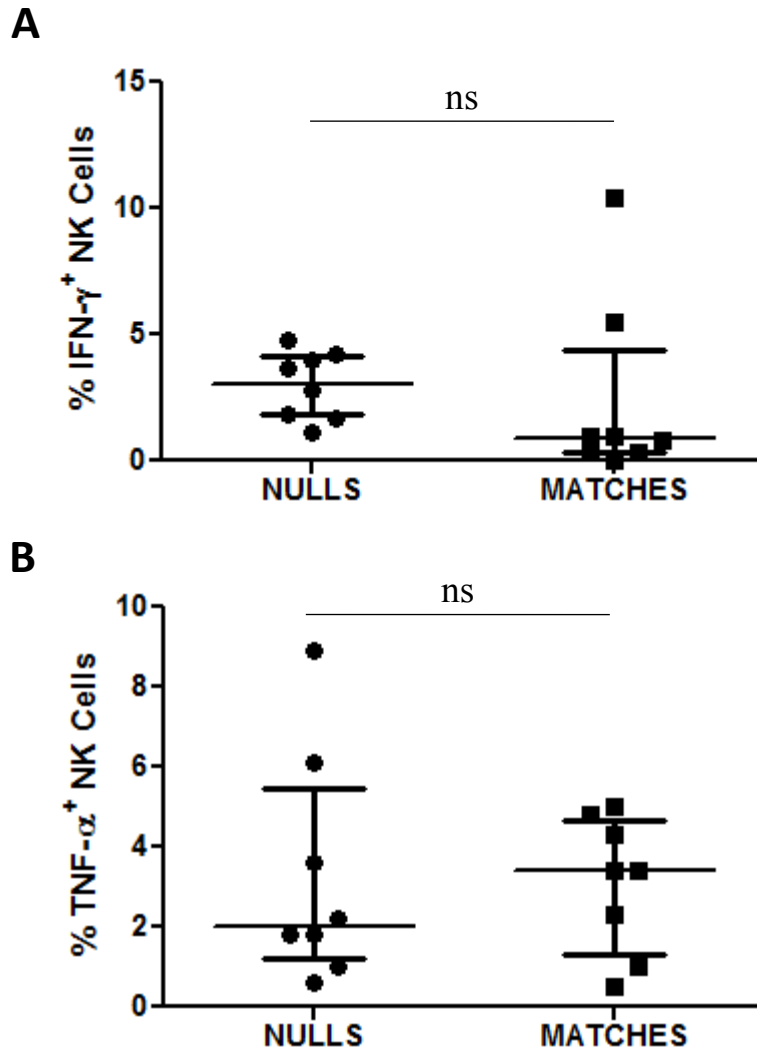 A
% IFN-γ+ NK Cells
15
10
5
0
ns
NULLS MATCHES
B
% TNF-α+ NK Cells
10
8
6
4
2
0
ns
NULLS MATCHES